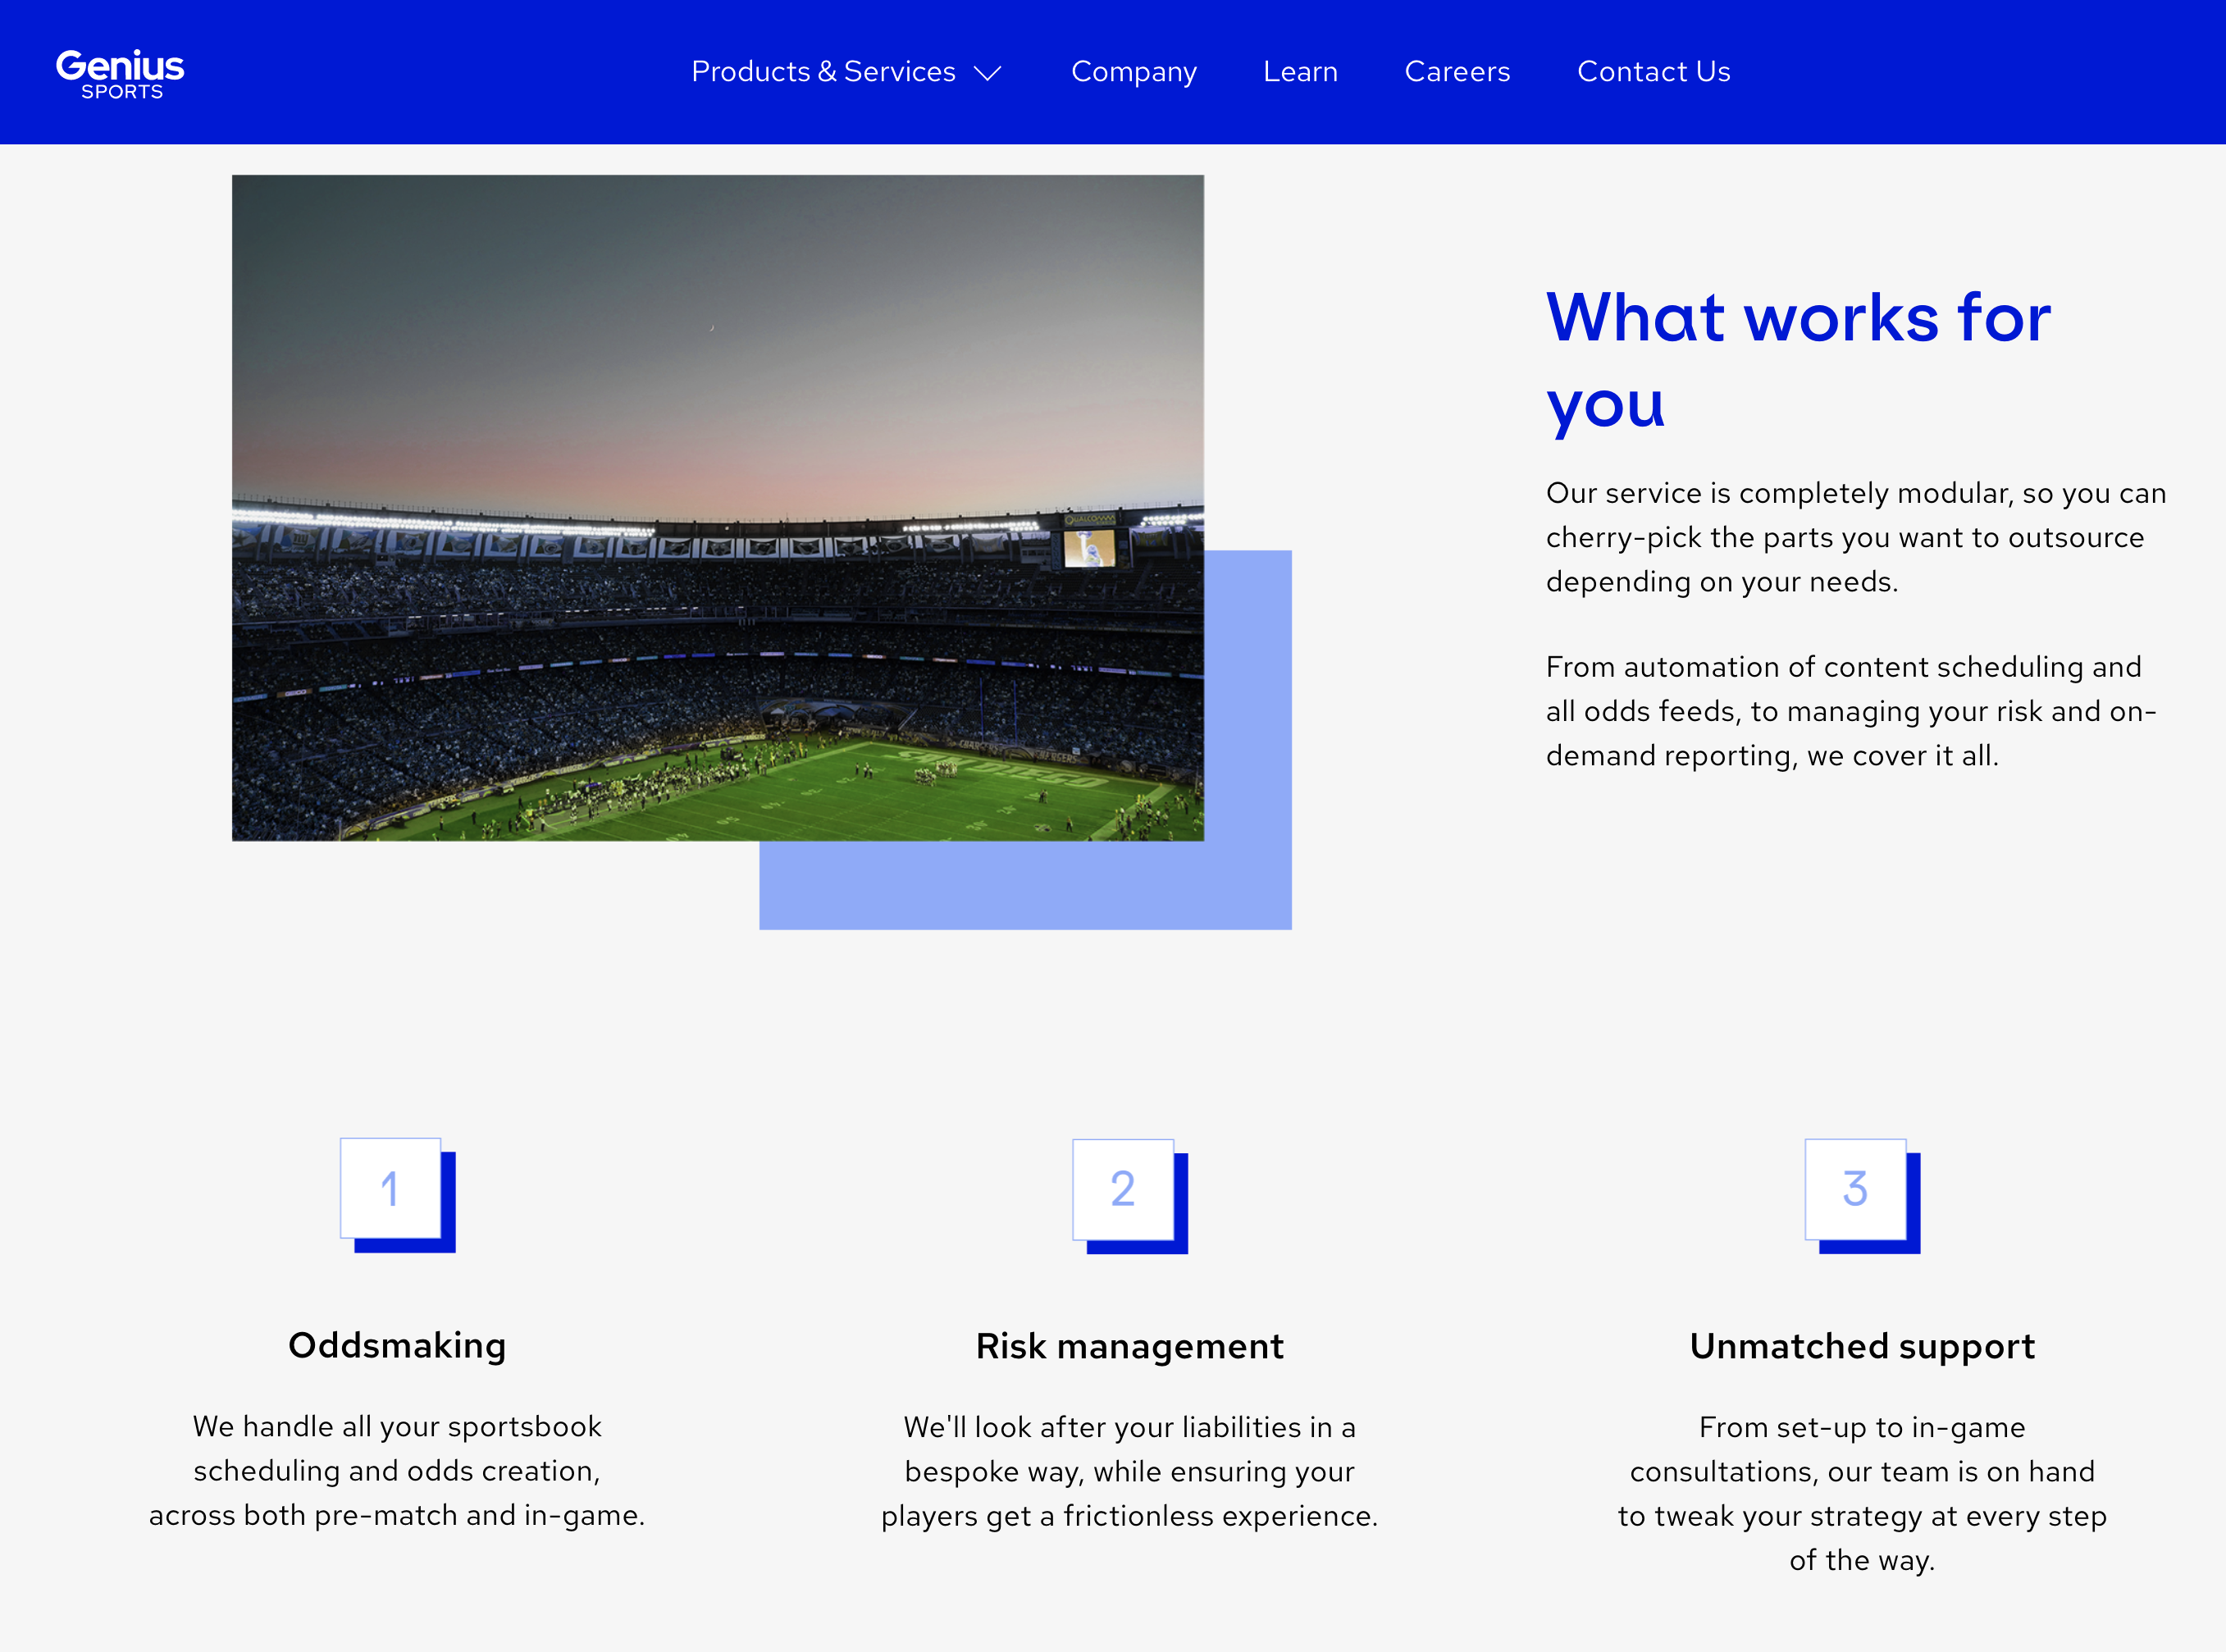 Genius
SPORTS
Products & Services
Company
Learn
Careers
Contact Us
QUALCOMM
GEICO
CHARGERS
What works for
you
Our service is completely modular, so you can
cherry-pick the parts you want to outsource
depending on your needs.
From automation of content scheduling and
all odds feeds, to managing your risk and on-
demand reporting, we cover it all.
1
Oddsmaking
We handle all your sportsbook
scheduling and odds creation,
across both pre-match and in-game.
2
Risk management
We'll look after your liabilities in a
bespoke way, while ensuring your
players get a frictionless experience.
3
Unmatched support
From set-up to in-game
consultations, our team is on hand
to tweak your strategy at every step
of the way.